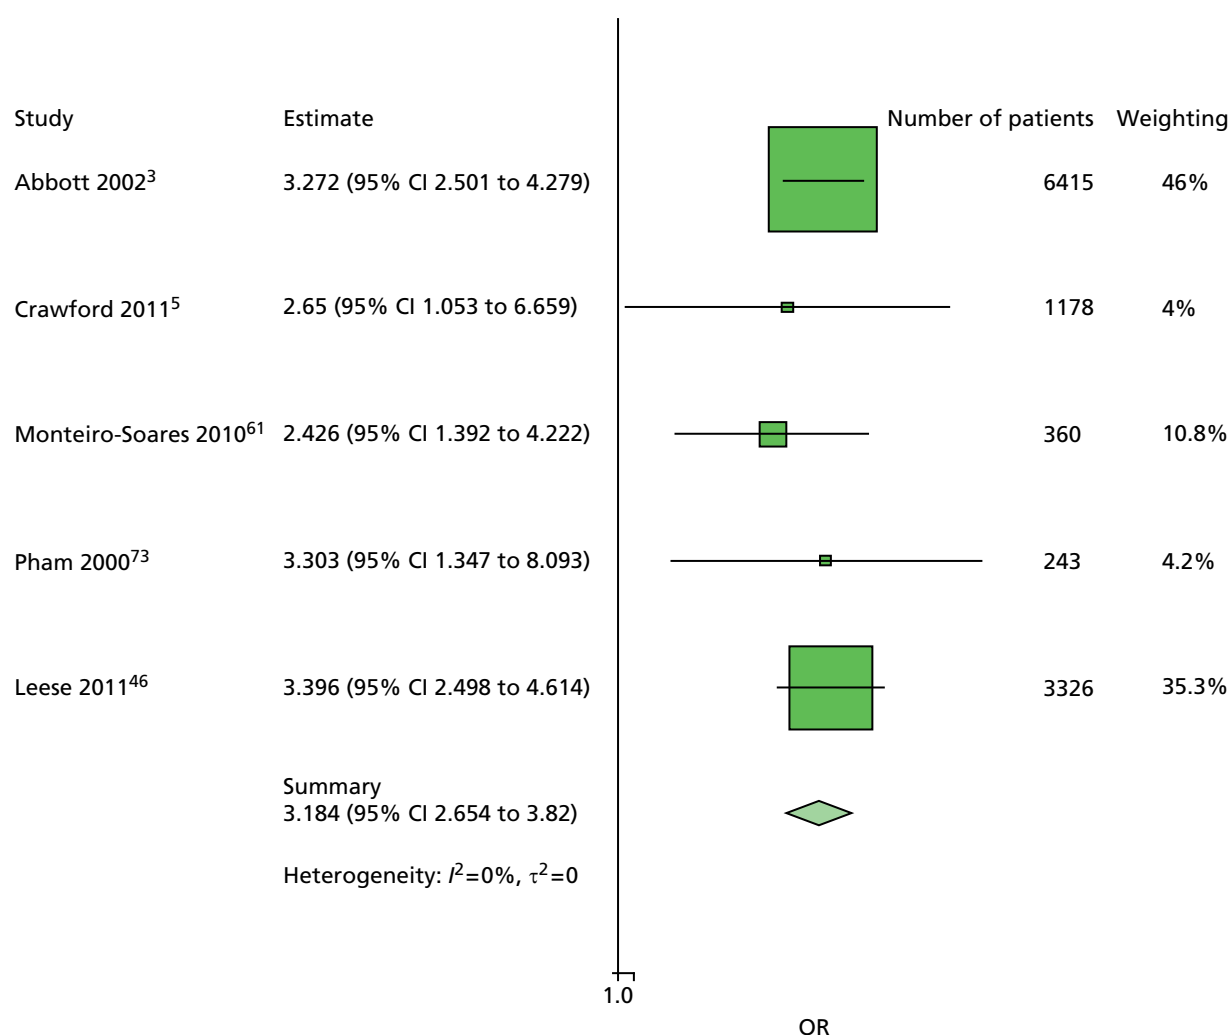 Study Estimate Number of patients Weighting
Abbott 2002³ 3.272 (95% CI 2.501 to 4.279) 6415 46%
Crawford 2011⁵ 2.65 (95% CI 1.053 to 6.659) 1178 4%
Monteiro-Soares 2010⁶¹ 2.426 (95% CI 1.392 to 4.222) 360 10.8%
Pham 2000⁷³ 3.303 (95% CI 1.347 to 8.093) 243 4.2%
Leese 2011⁴⁶ 3.396 (95% CI 2.498 to 4.614) 3326 35.3%
Summary
3.184 (95% CI 2.654 to 3.82)
Heterogeneity: I²=0%, τ²=0
1.0
OR